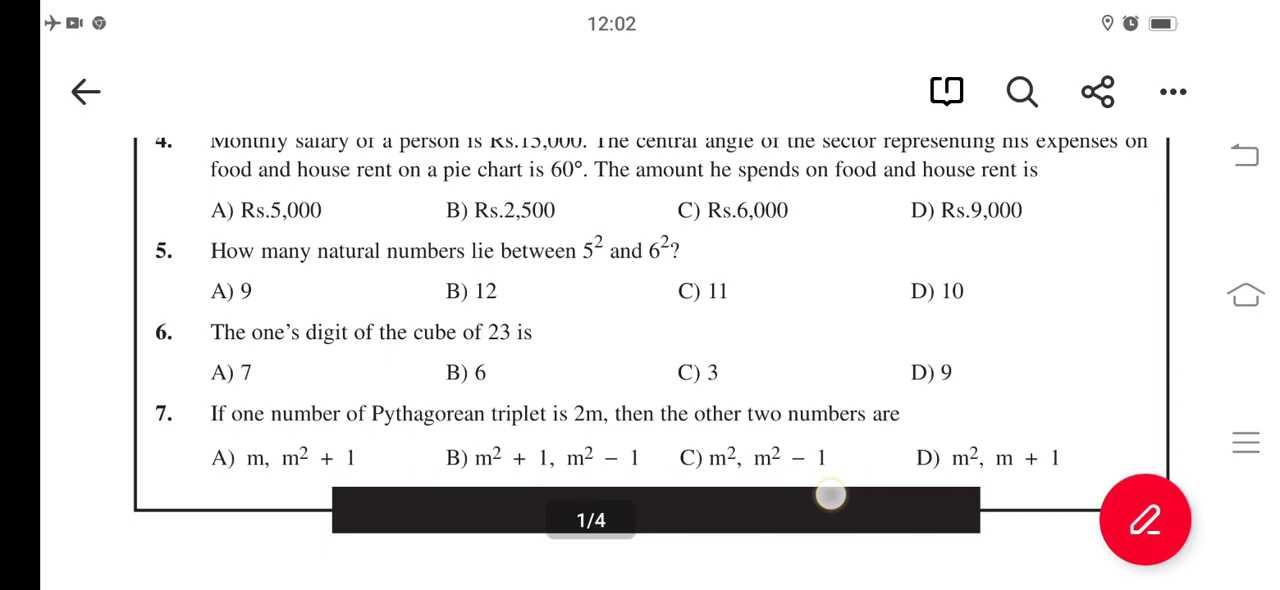 12:02
4. Monthly salary of a person is Rs.15,000. The central angle of the sector representing his expenses on
food and house rent on a pie chart is 60°. The amount he spends on food and house rent is
A) Rs.5,000 B) Rs.2,500 C) Rs.6,000 D) Rs.9,000
5. How many natural numbers lie between 5² and 6²?
A) 9 B) 12 C) 11 D) 10
6. The one’s digit of the cube of 23 is
A) 7 B) 6 C) 3 D) 9
7. If one number of Pythagorean triplet is 2m, then the other two numbers are
A) m, m² + 1 B) m² + 1, m² − 1 C) m², m² − 1 D) m², m + 1
1/4